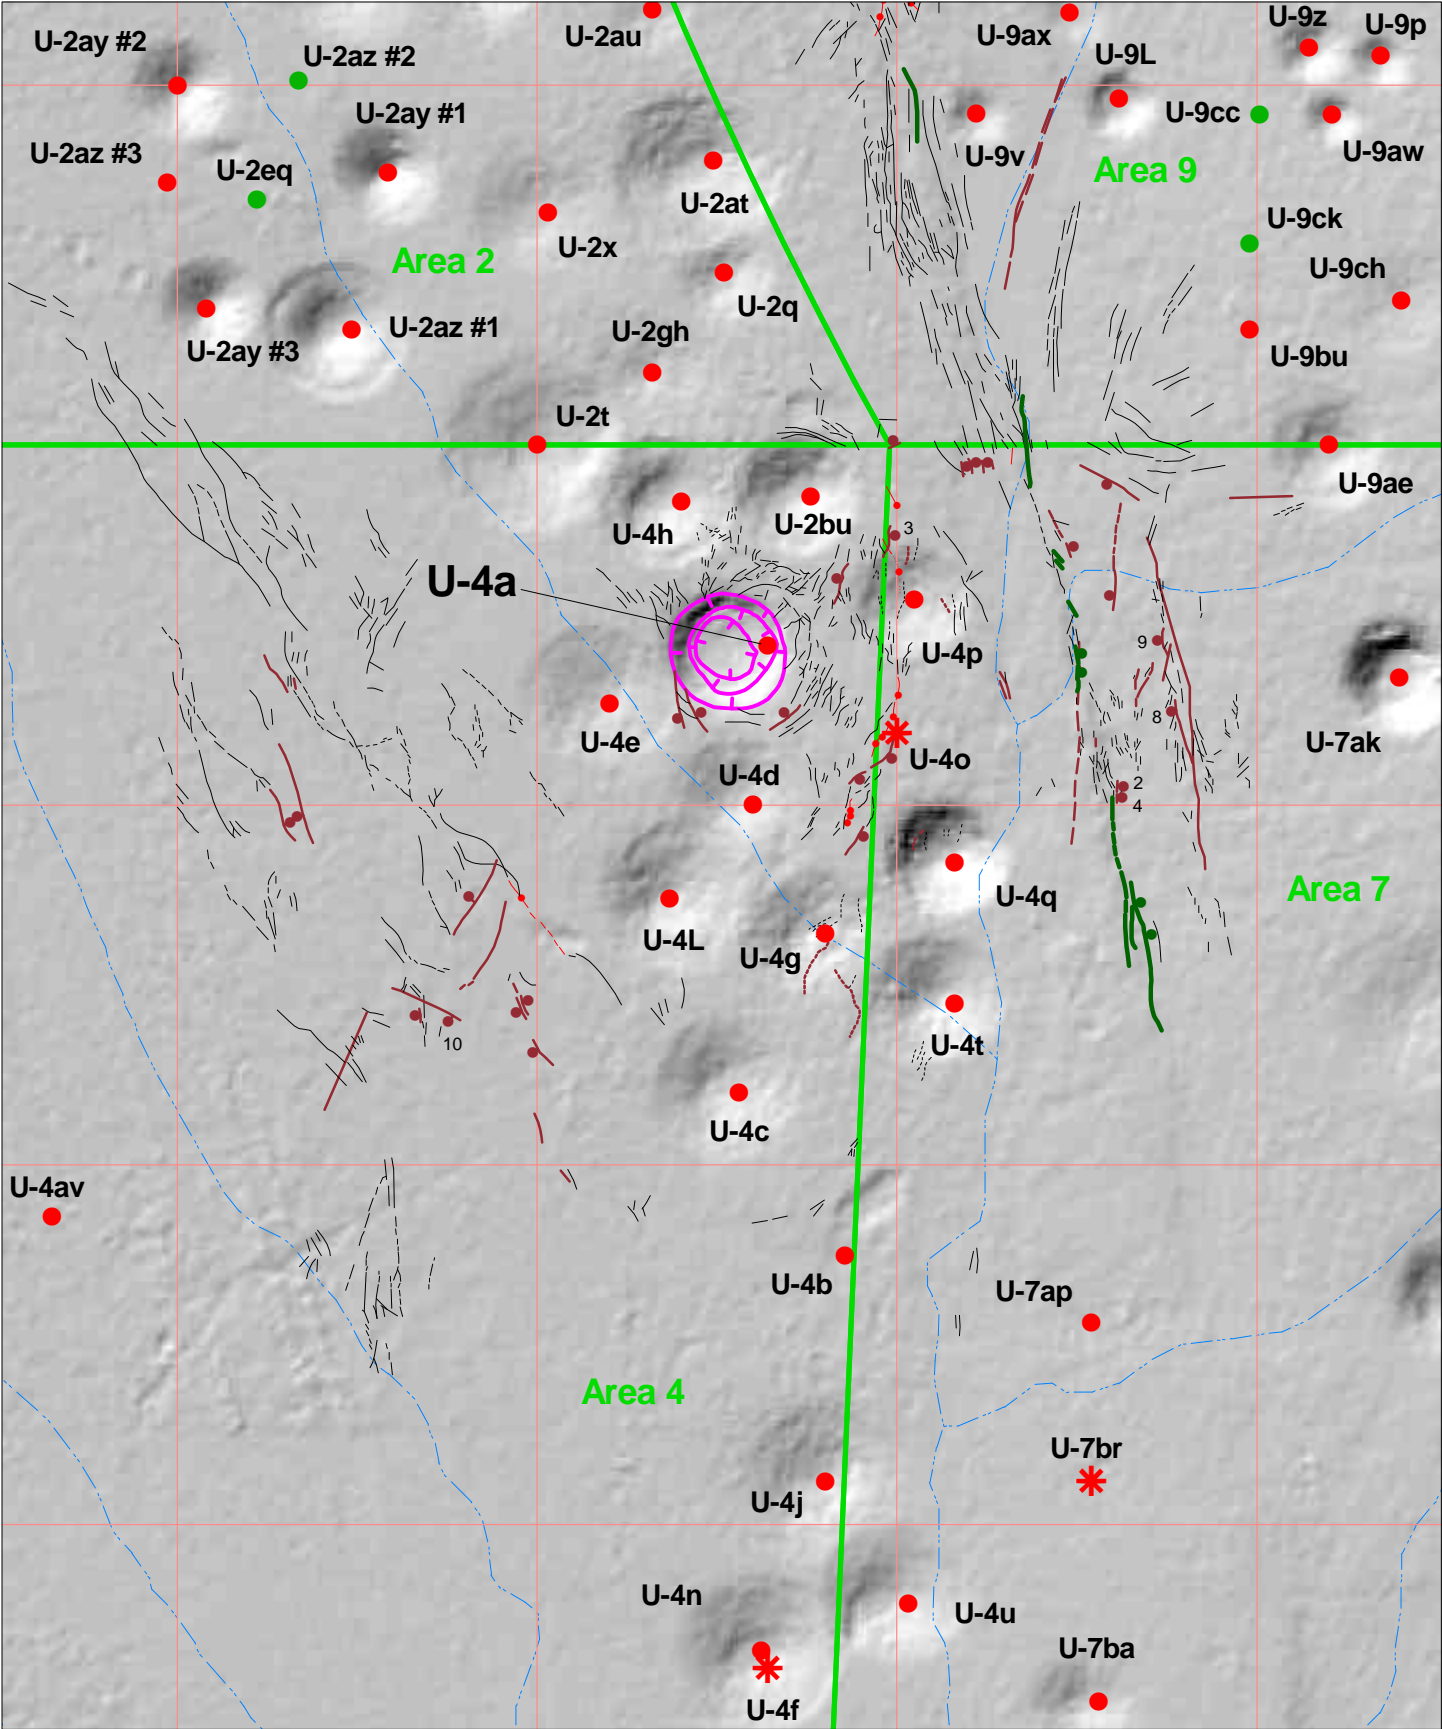 U-2au
U-9ax
U-9z
U-9p
U-2ay #2
U-2az #2
U-9L
U-2ay #1
U-9cc
U-2az #3
U-2eq
U-9v
Area 9
U-9aw
U-2at
U-2x
Area 2
U-9ck
U-9ch
U-2q
U-2az #1
U-2gh
U-2ay #3
U-9bu
U-2t
U-9ae
U-4h
U-2bu
3
U-4a
U-4p
9
8
U-4e
U-7ak
U-4o
U-4d
2
4
U-4q
Area 7
U-4L
U-4g
10
U-4t
U-4c
U-4av
U-4b
U-7ap
Area 4
U-7br
U-4j
U-4n
U-4u
U-7ba
U-4f